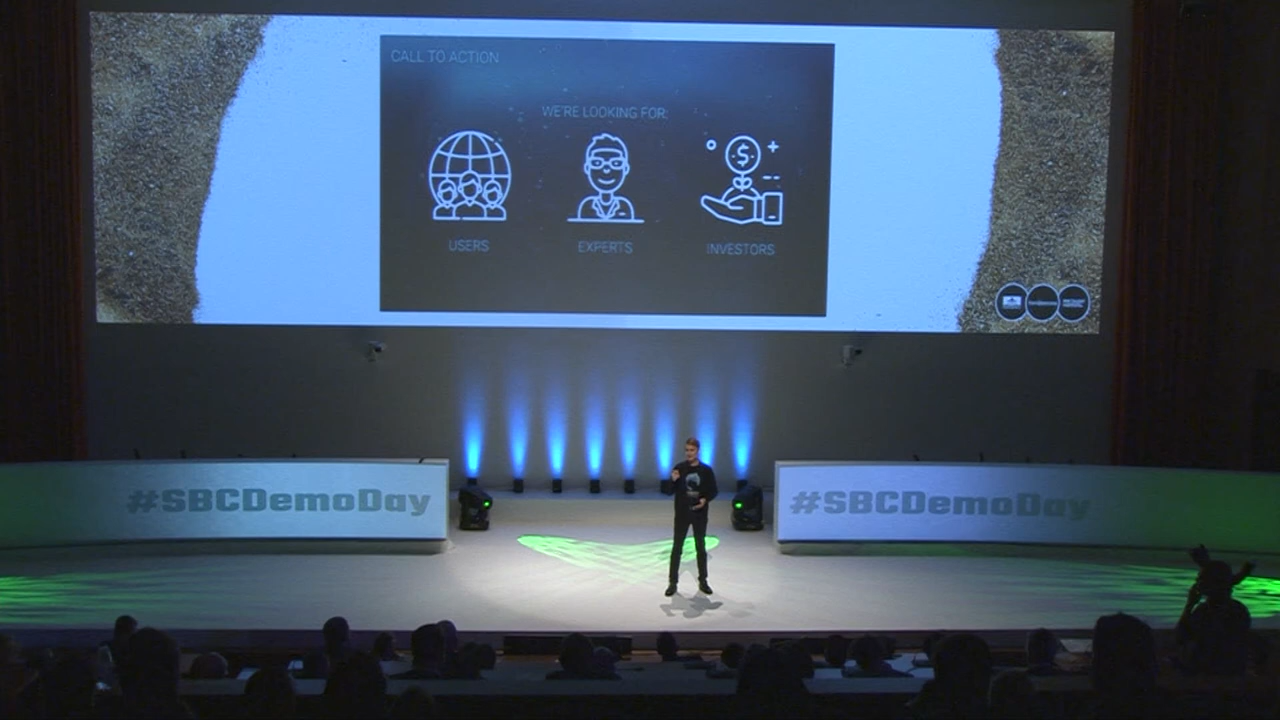 CALL TO ACTION
WE'RE LOOKING FOR:
USERS
EXPERTS
INVESTORS
#SBCDemoDay
#SBCDemoDay